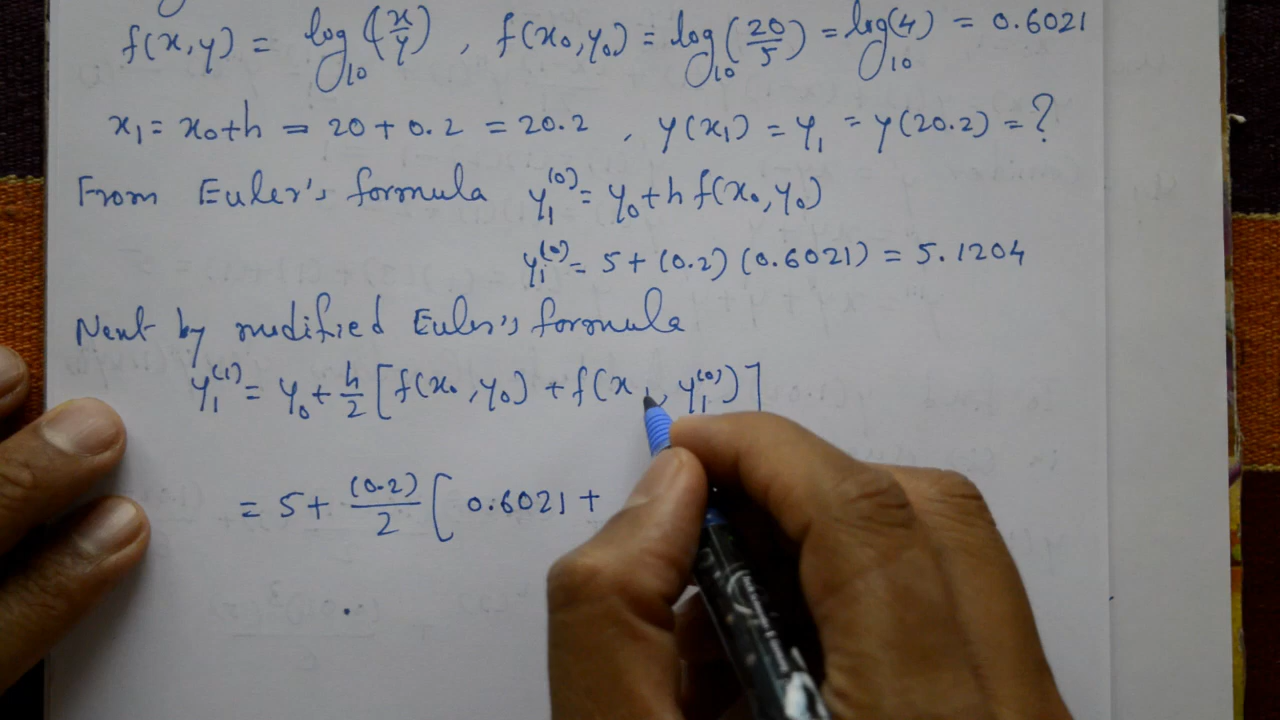 f(x,y) = log₁₀(x/y) , f(x₀,y₀) = log₁₀(20/5) = log₁₀(4) = 0.6021
x₁ = x₀+h = 20 + 0.2 = 20.2 , y(x₁) = y₁ = y(20.2) = ?
From Euler's formula y₁⁽⁰⁾ = y₀+h f(x₀,y₀)
y₁⁽⁰⁾ = 5 + (0.2) (0.6021) = 5.1204
Next by modified Euler's formula
y₁⁽¹⁾ = y₀ + h/2 [f(x₀,y₀) + f(x₁, y₁⁽⁰⁾)]
= 5 + (0.2)/2 [ 0.6021 +